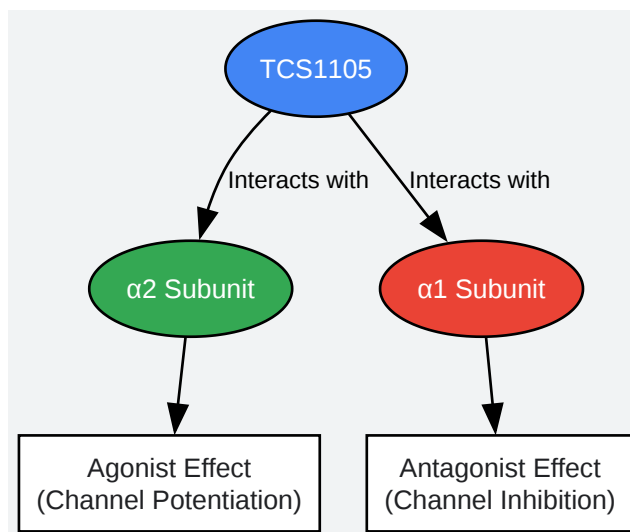 TCS1105
Interacts with
Interacts with
α2 Subunit
α1 Subunit
Agonist Effect
(Channel Potentiation)
Antagonist Effect
(Channel Inhibition)